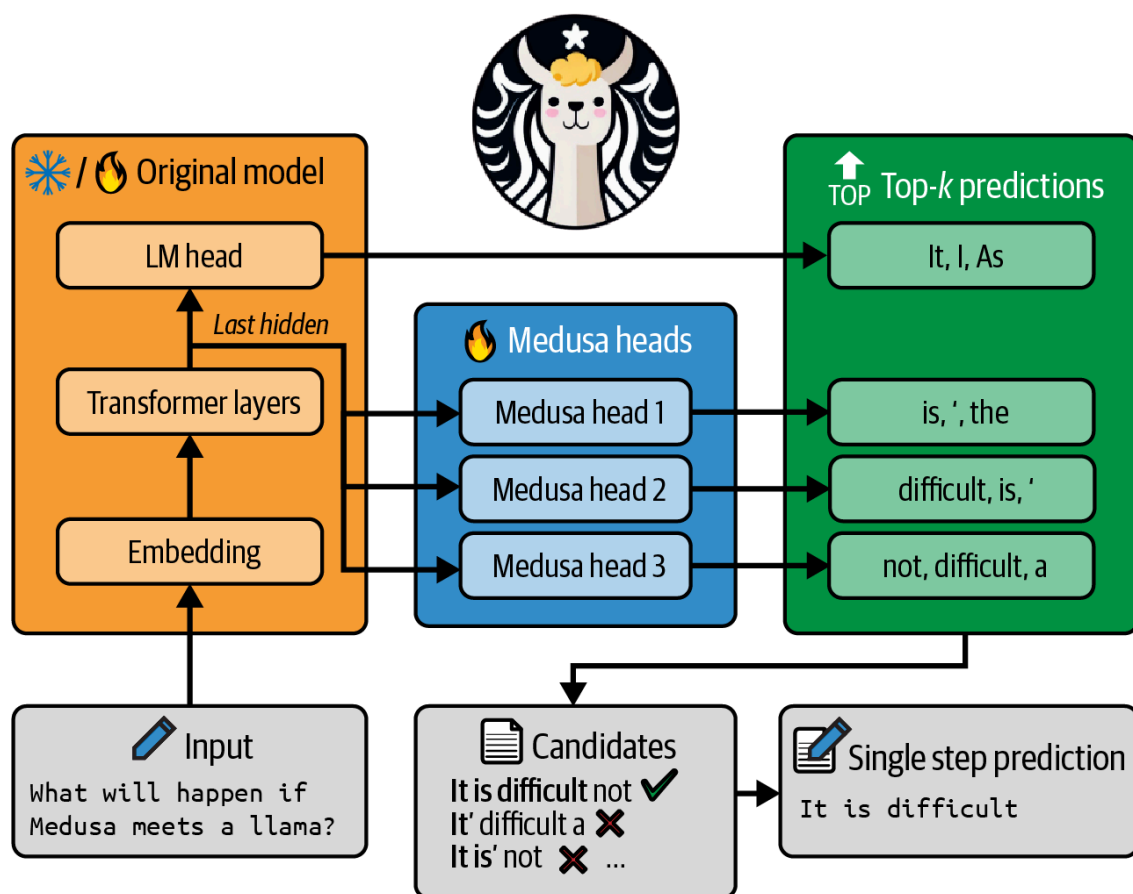 / Original model
LM head
Last hidden
Transformer layers
Embedding
Input
What will happen if
Medusa meets a llama?
Medusa heads
Medusa head 1
Medusa head 2
Medusa head 3
TOP Top-k predictions
It, I, As
is, ‘, the
difficult, is, ‘
not, difficult, a
Candidates
It is difficult not
It’ difficult a
It is’ not ...
Single step prediction
It is difficult